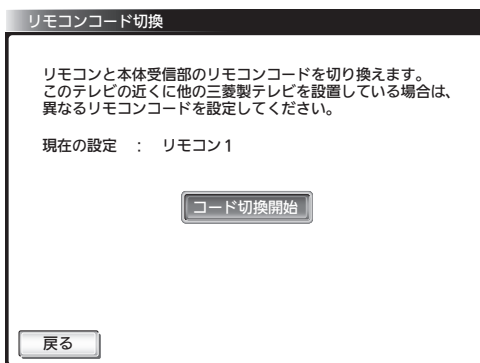 リモコンコード切換
リモコンと本体受信部のリモコンコードを切り換えます。
このテレビの近くに他の三菱製テレビを設置している場合は、
異なるリモコンコードを設定してください。
現在の設定 : リモコン1
コード切換開始
戻る